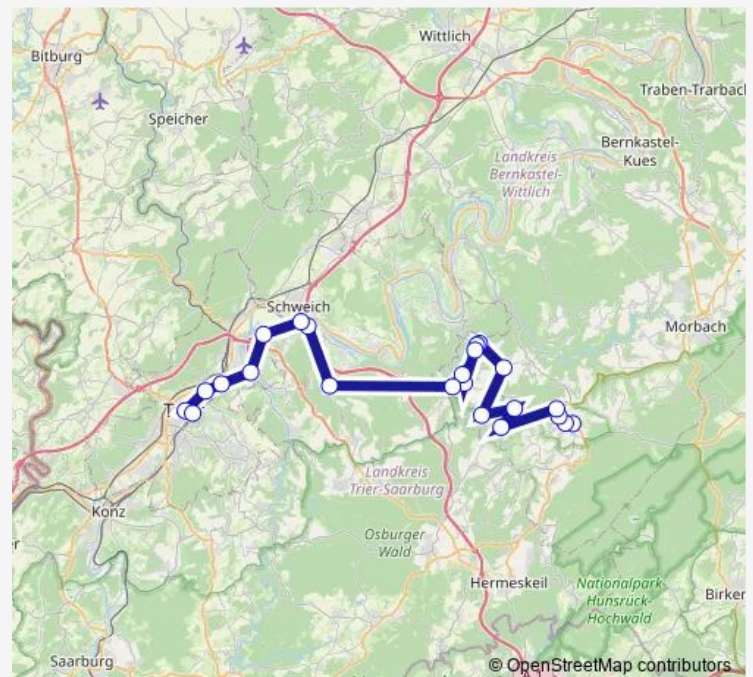 Wittlich
Bitburg
Traben-Trarbach
Speicher
Bernkastel-
Kues
Landkreis
Bernkastel-
Wittlich
Schweich
Morbach
T
Landkreis
Trier-Saarburg
Konz
Osburger
Wald
Hermeskeil
Nationalpark
Hunsrück-
Hochwald
Birker
Saarburg
© OpenStreetMap contributors